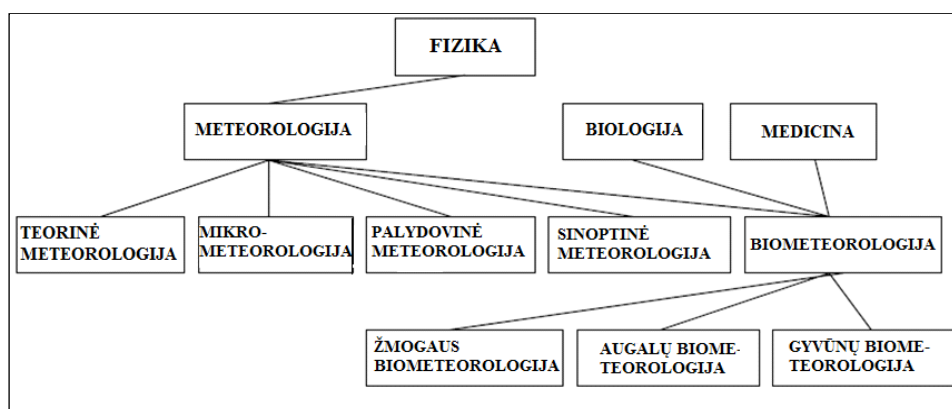 FIZIKA
METEOROLOGIJA
BIOLOGIJA
MEDICINA
TEORINĖ
METEOROLOGIJA
MIKRO-
METEOROLOGIJA
PALYDOVINĖ
METEOROLOGIJA
SINOPTINĖ
METEOROLOGIJA
BIOMETEOROLOGIJA
ŽMOGAUS
BIOMETEOROLOGIJA
AUGALŲ BIOME-
TEOROLOGIJA
GYVŪNŲ BIOME-
TEOROLOGIJA